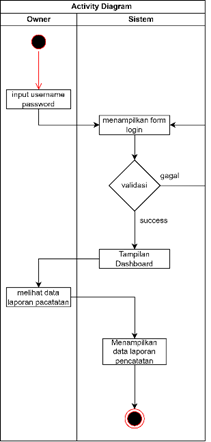 Activity Diagram
Owner
Sistem
input username
password
menampilkan form
login
validasi
gagal
success
Tampilan
Dashboard
melihat data
laporan pacatatan
Menampilkan
data laporan
pencatatan